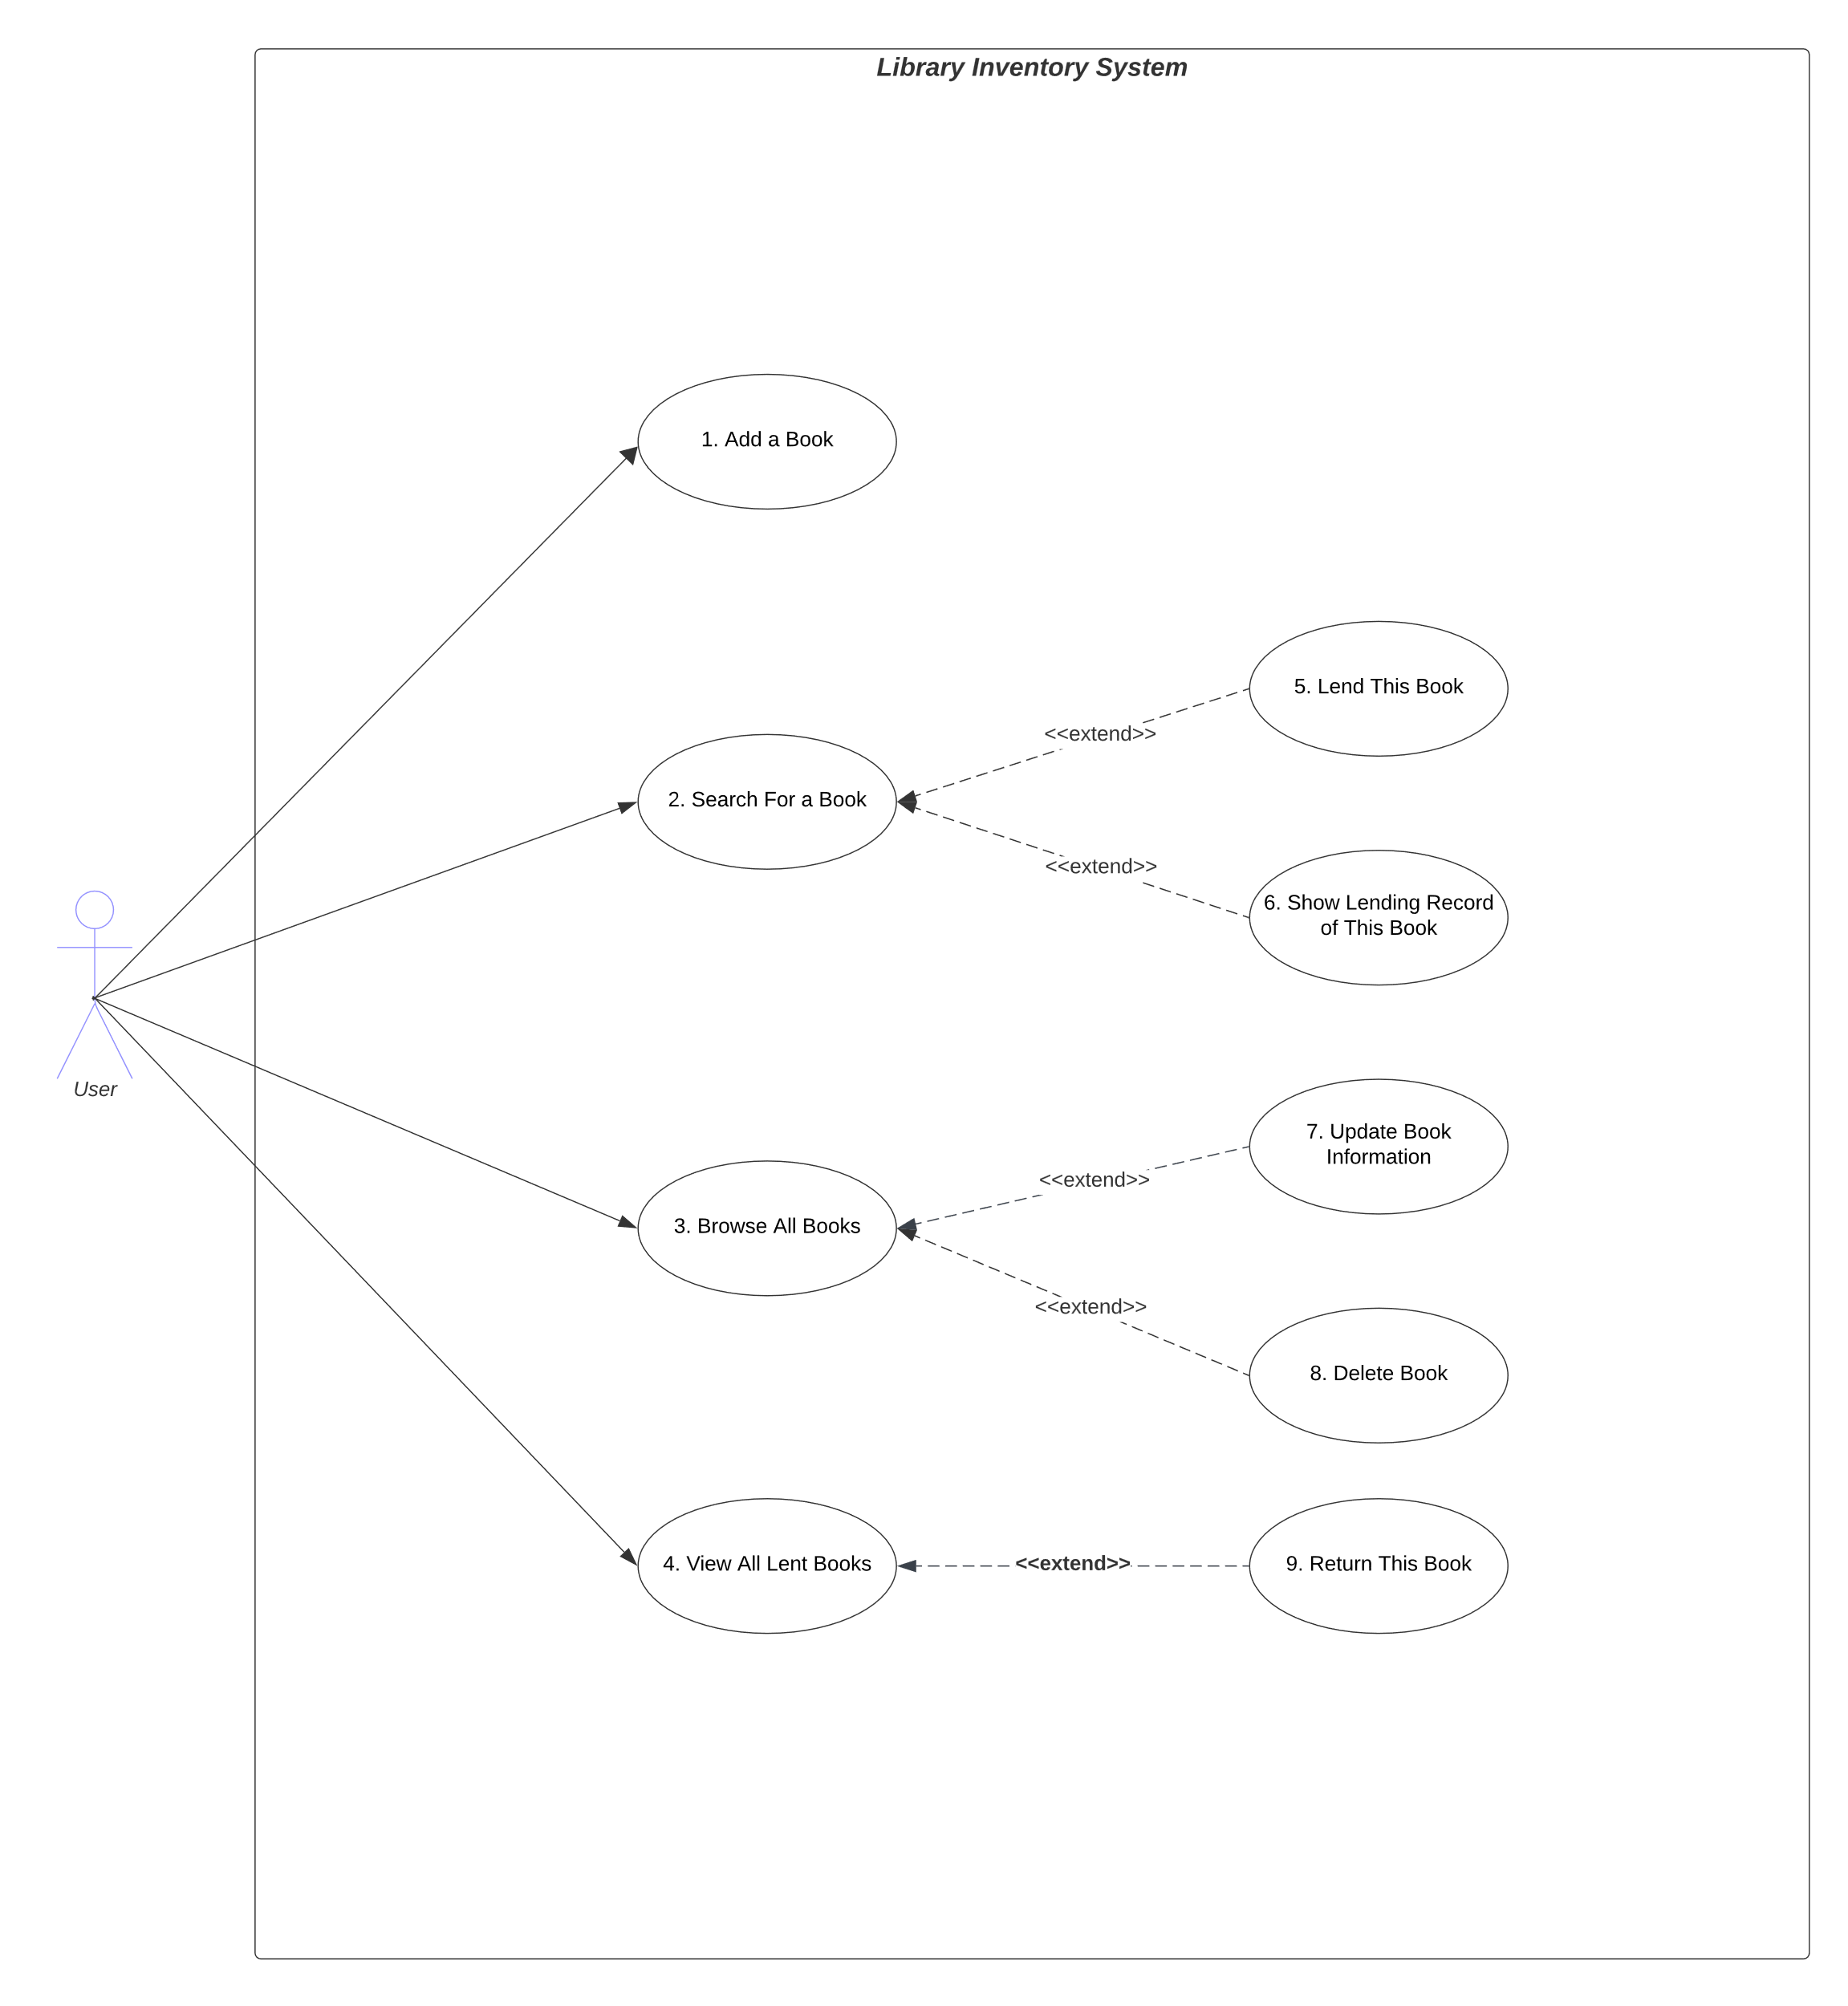 Library Inventory System
1. Add a Book
5. Lend This Book
<<extend>>
2. Search For a Book
<<extend>>
6. Show Lending Record
of This Book
User
7. Update Book
Information
<<extend>>
3. Browse All Books
<<extend>>
8. Delete Book
4. View All Lent Books
<<extend>>
9. Return This Book